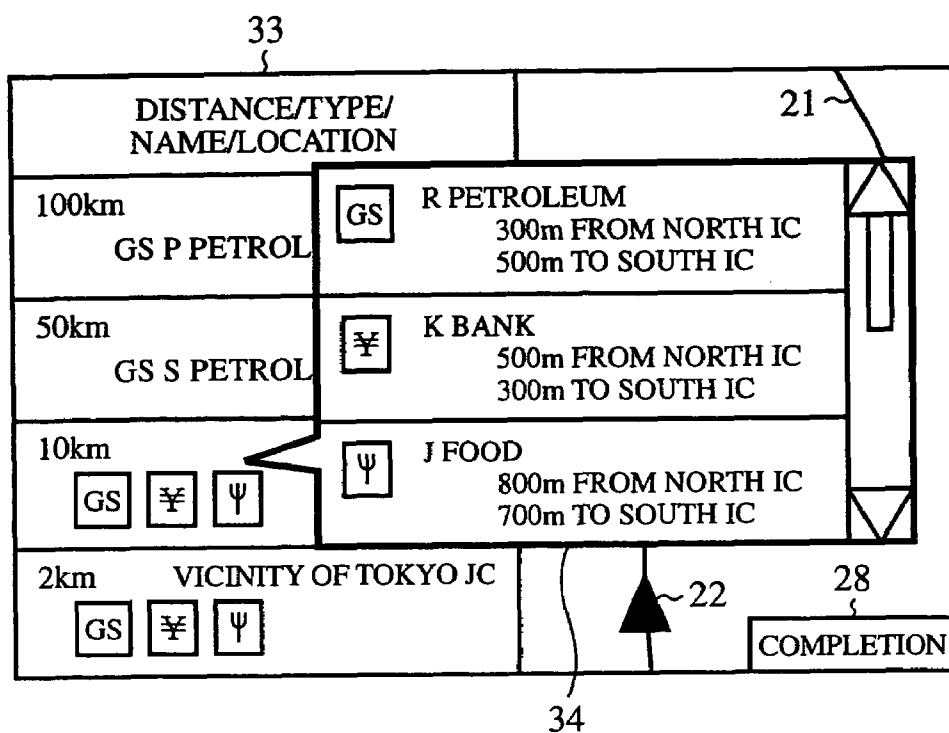 33
DISTANCE/TYPE/
NAME/LOCATION
21
100km
GS P PETROL
50km
GS S PETROL
10km
GS ¥ Ψ
2km VICINITY OF TOKYO JC
GS ¥ Ψ
GS R PETROLEUM
300m FROM NORTH IC
500m TO SOUTH IC
¥ K BANK
500m FROM NORTH IC
300m TO SOUTH IC
Ψ J FOOD
800m FROM NORTH IC
700m TO SOUTH IC
22
28
COMPLETION
34